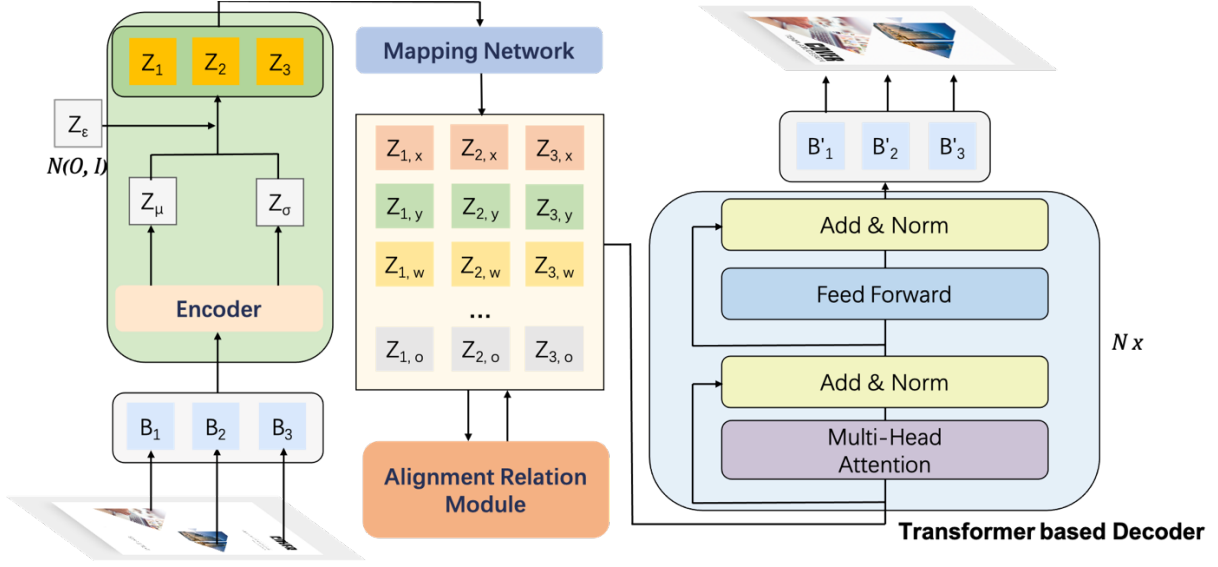 Z₁ Z₂ Z₃
Zε
N(O, I)
Zμ Zσ
Encoder
B₁ B₂ B₃
COVER
Mapping Network
Z₁, ₓ Z₂, ₓ Z₃, ₓ
Z1, y Z2, y Z3, y
Z1, w Z2, w Z3, w
...
Z₁, ₒ Z₂, ₒ Z₃, ₒ
Alignment Relation
Module
COVER
B'₁ B'₂ B'₃
Add & Norm
Feed Forward
N x
Add & Norm
Multi-Head
Attention
Transformer based Decoder